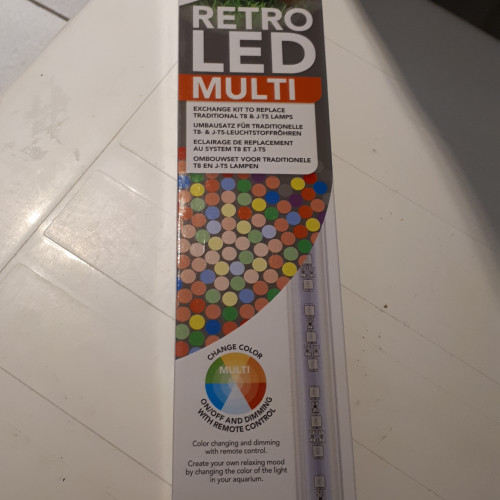 RETRO
LED
MULTI
EXCHANGE KIT TO REPLACE
TRADITIONAL T8 & J-T5 LAMPS
UMBAUSATZ FÜR TRADITIONELLE
T8- & J-T5-LEUCHTSTOFFRÖHREN
ECLAIRAGE DE REPLACEMENT
AU SYSTEM T8 ET J-T5
OMBOUWSET VOOR TRADITIONELE
T8 EN J-T5 LAMPEN
CHANGE COLOR
MULTI
ON/OFF AND DIMMING
WITH REMOTE CONTROL
Color changing and dimming
with remote control.
Create your own relaxing mood
by changing the color of the light
in your aquarium.